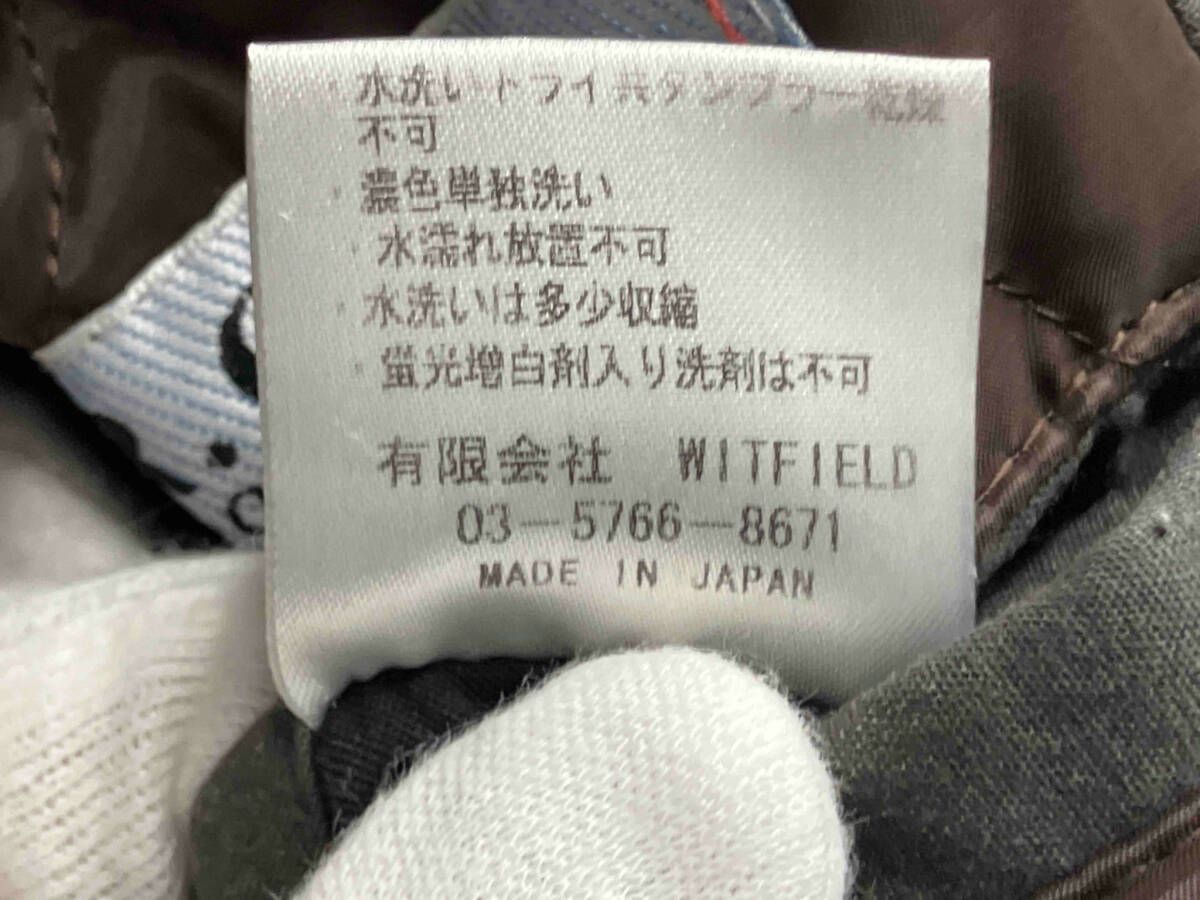 ・水洗いドライ共タンブラー乾燥
不可
・濃色単独洗い
・水濡れ放置不可
・水洗いは多少収縮
・蛍光増白剤入り洗剤は不可
有限会社 WITFIELD
03-5766-8671
MADE IN JAPAN